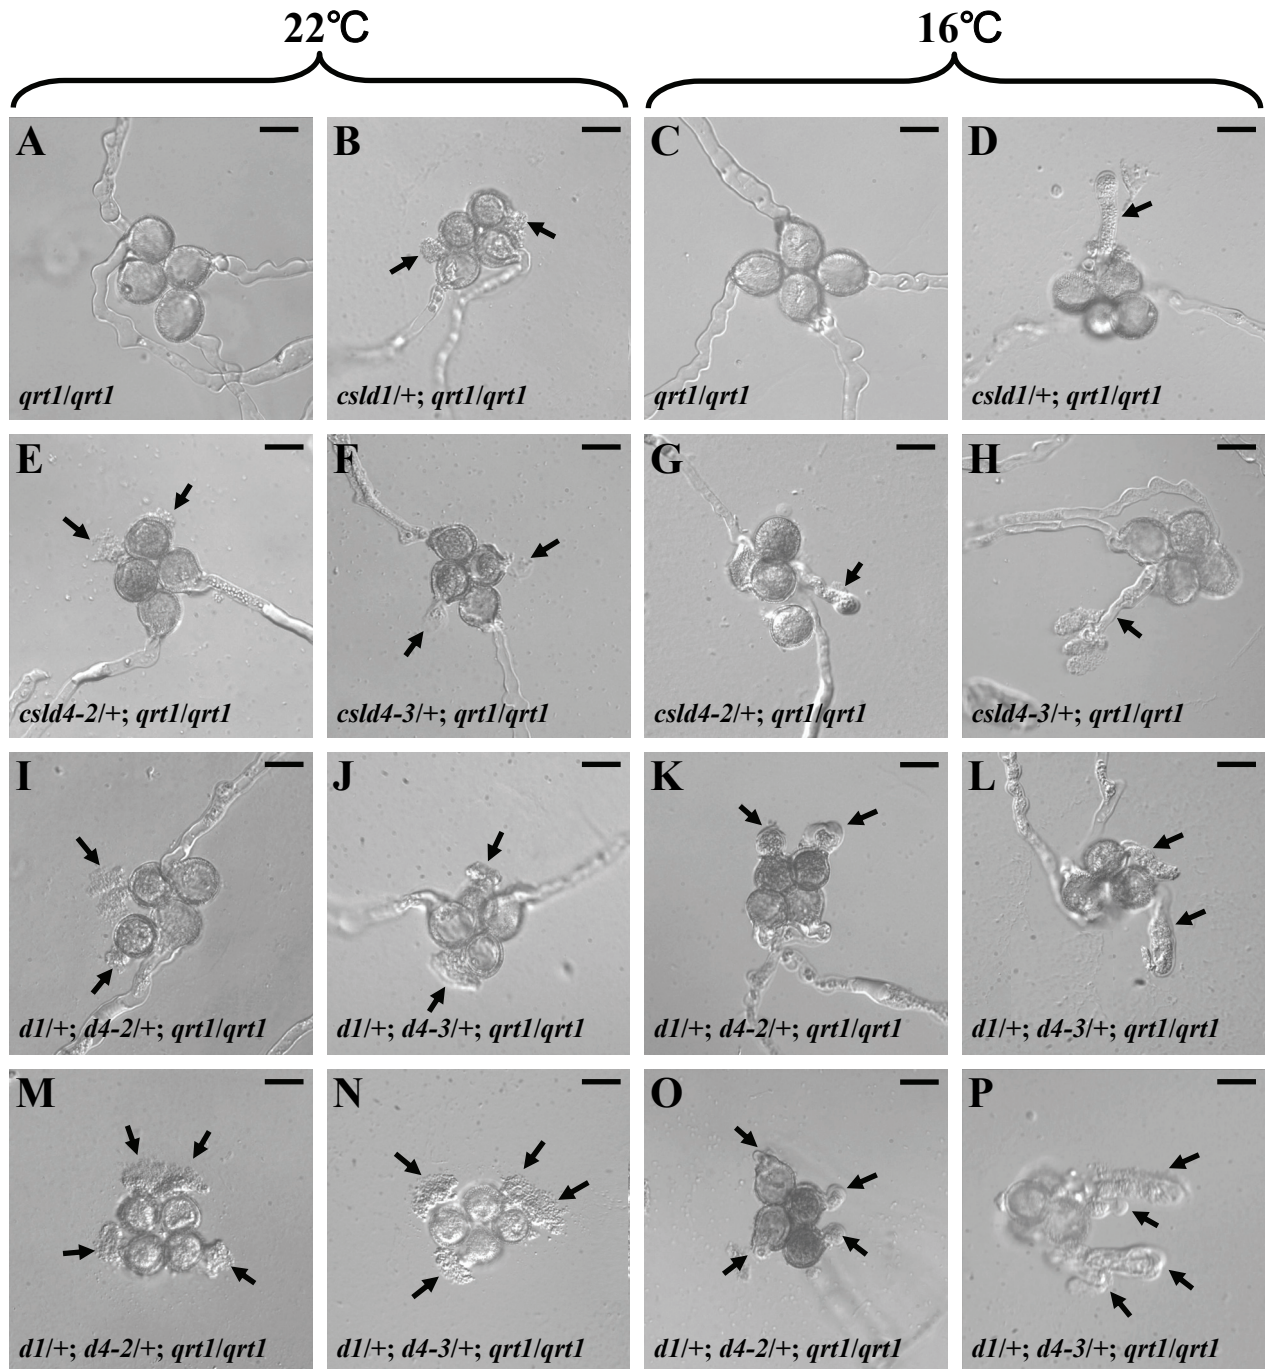 22℃ 16℃
A B C D
qrt1/qrt1 csld1/+; qrt1/qrt1 qrt1/qrt1 csld1/+; qrt1/qrt1
E F G H
csld4-2/+; qrt1/qrt1 csld4-3/+; qrt1/qrt1 csld4-2/+; qrt1/qrt1 csld4-3/+; qrt1/qrt1
I J K L
d1/+; d4-2/+; qrt1/qrt1 d1/+; d4-3/+; qrt1/qrt1 d1/+; d4-2/+; qrt1/qrt1 d1/+; d4-3/+; qrt1/qrt1
M N O P
d1/+; d4-2/+; qrt1/qrt1 d1/+; d4-3/+; qrt1/qrt1 d1/+; d4-2/+; qrt1/qrt1 d1/+; d4-3/+; qrt1/qrt1